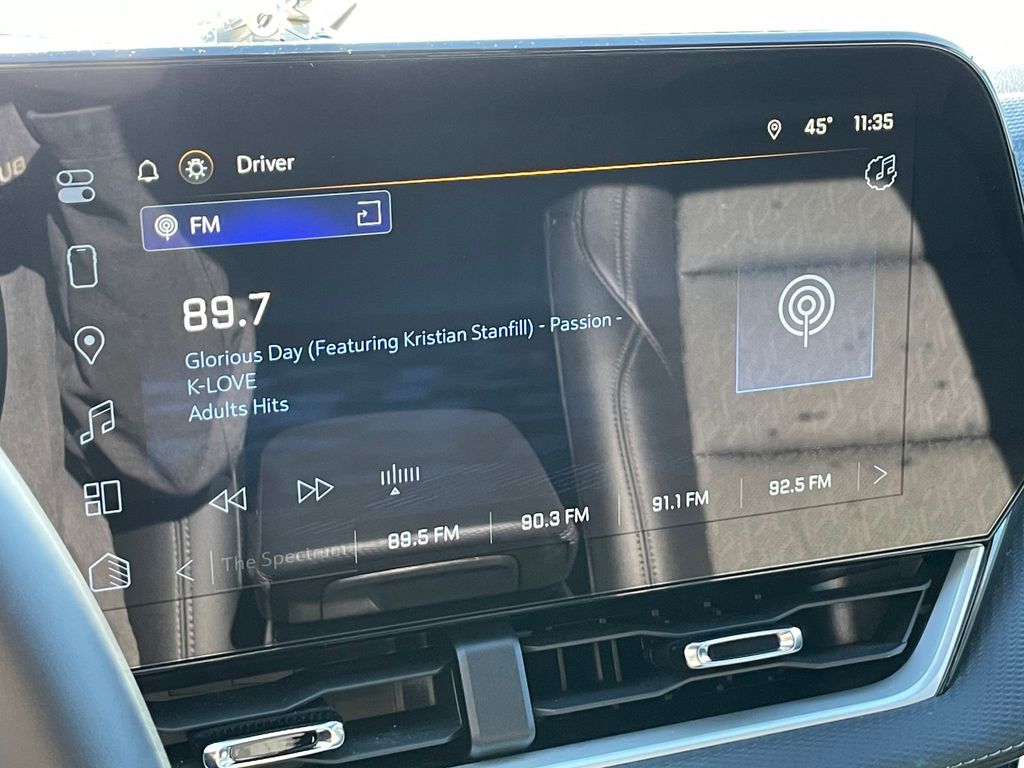 45° 11:35
Driver
FM
89.7
Glorious Day (Featuring Kristian Stanfill) - Passion -
K-LOVE
Adults Hits
The Spectrum 89.5 FM 90.3 FM 91.1 FM 92.5 FM